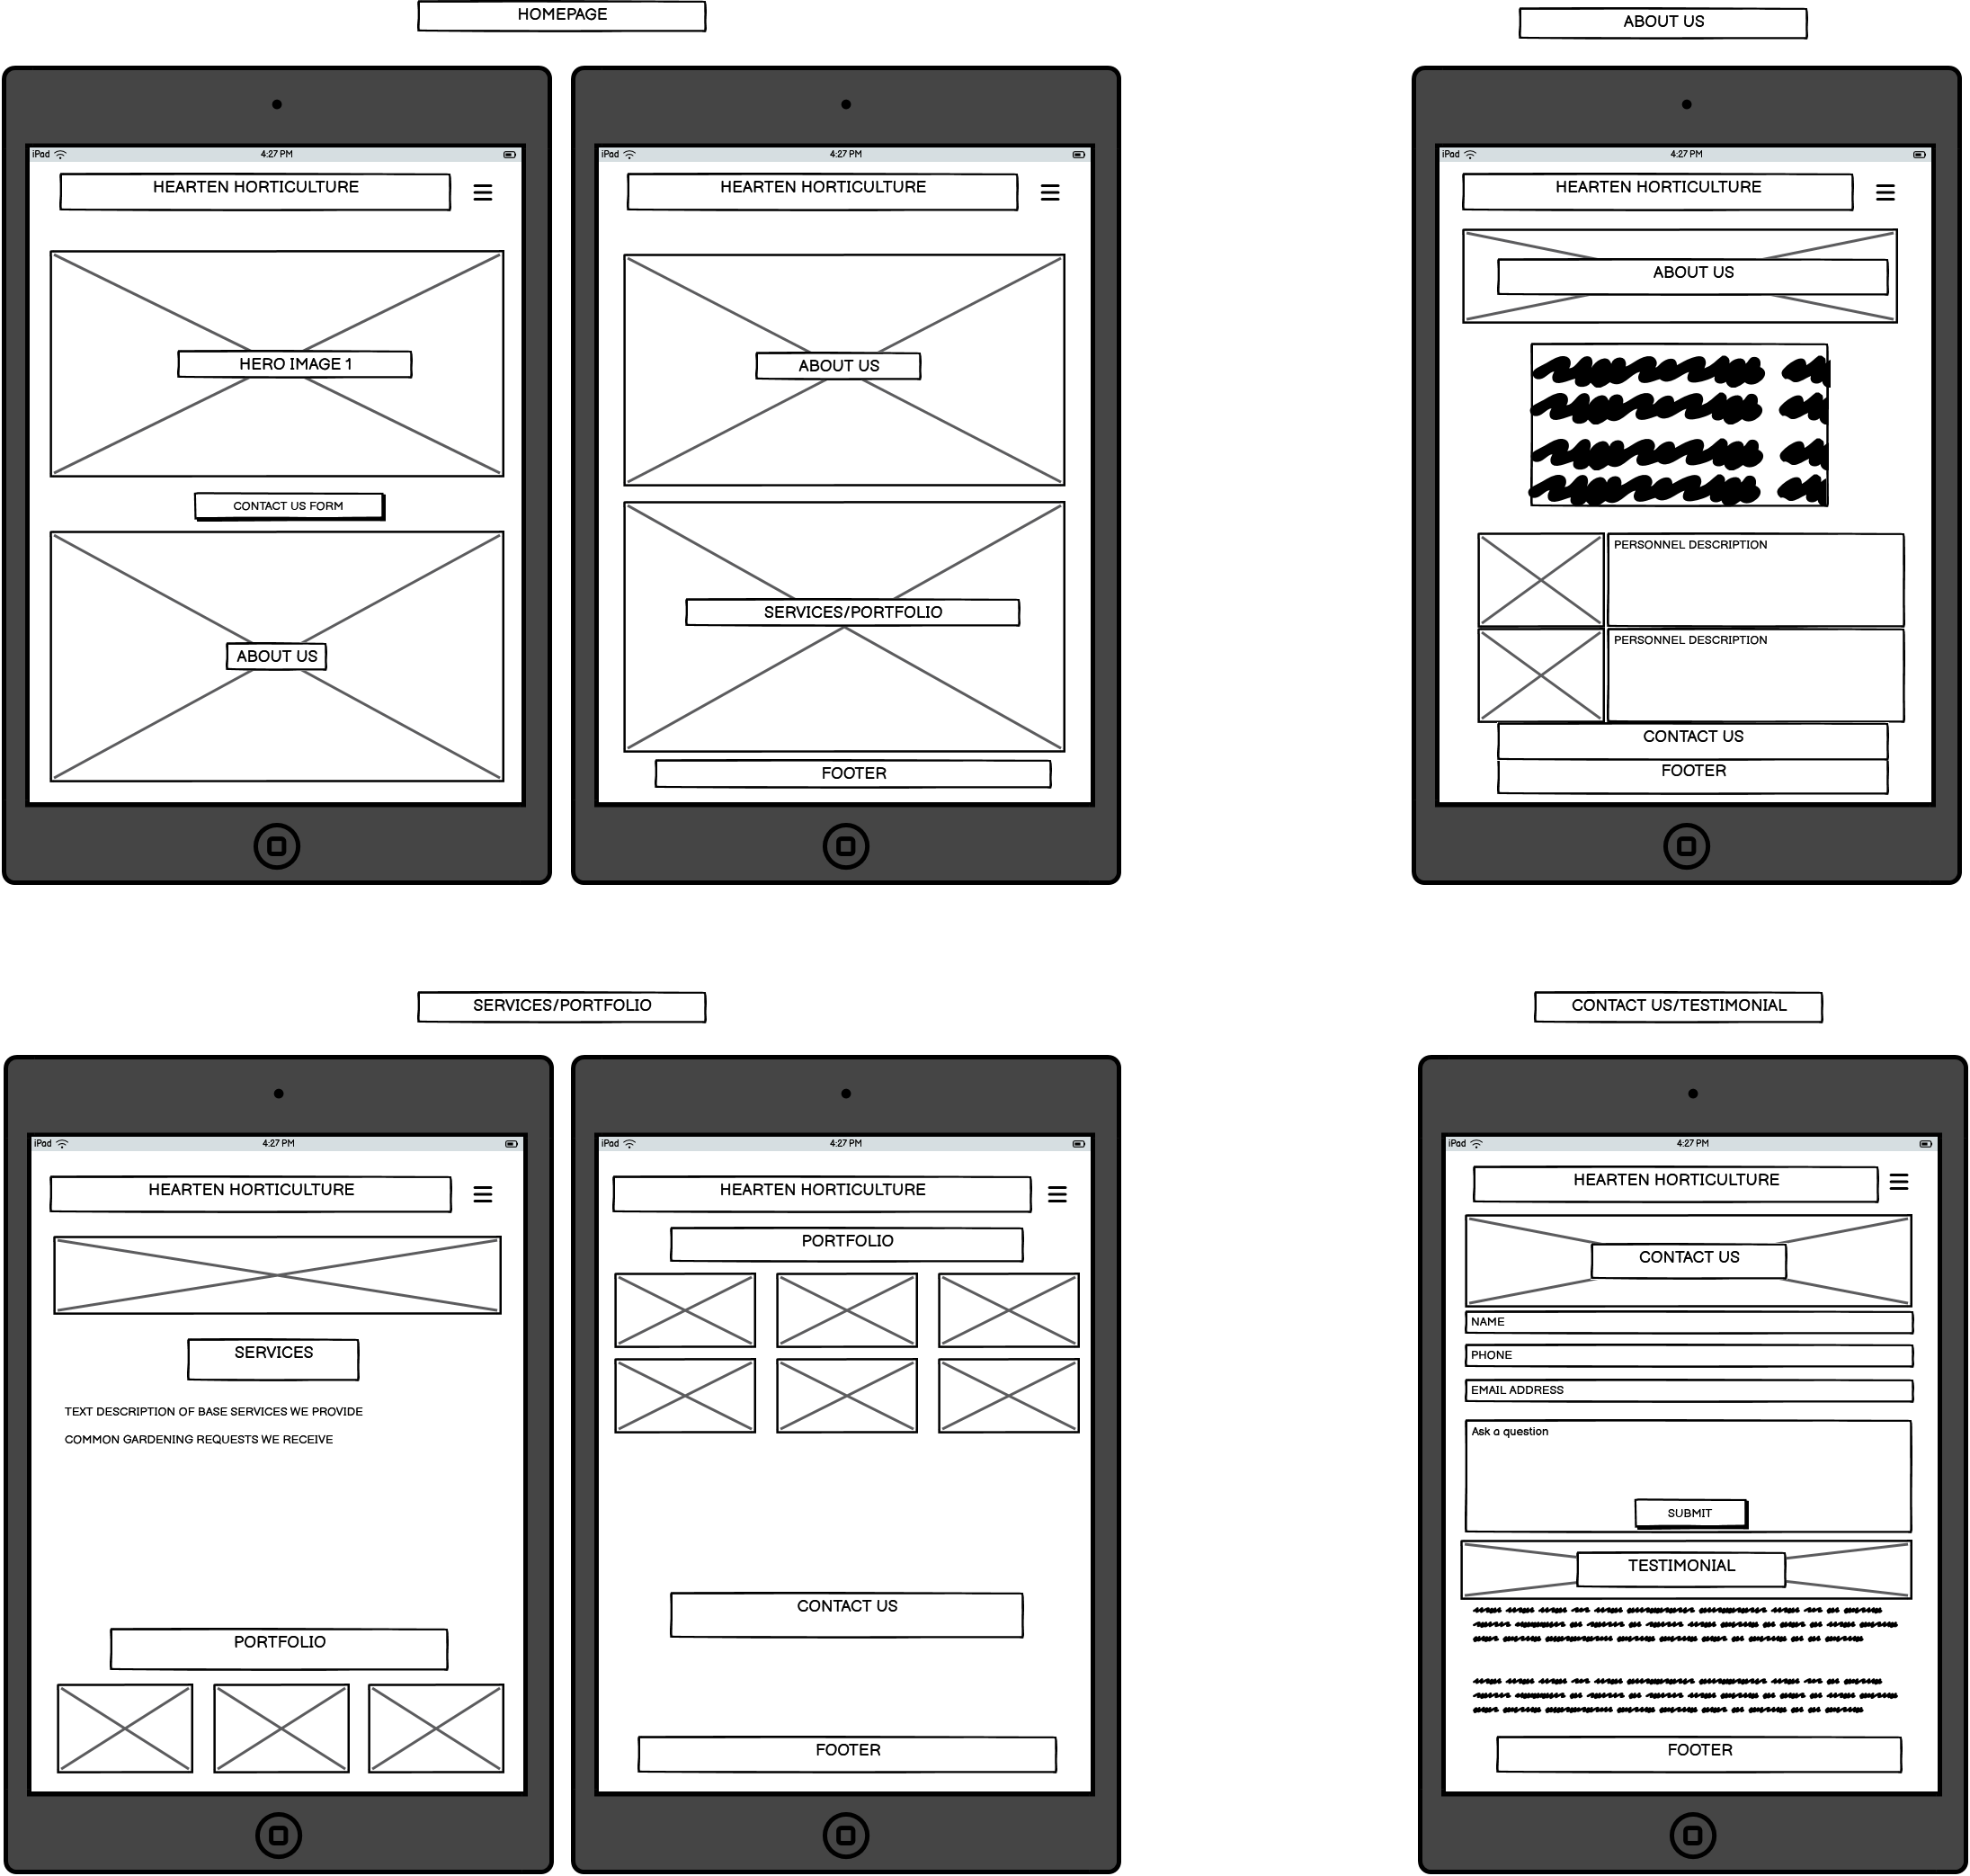 HOMEPAGE
iPad 4:27 PM
HEARTEN HORTICULTURE
HERO IMAGE 1
CONTACT US FORM
ABOUT US
iPad 4:27 PM
HEARTEN HORTICULTURE
ABOUT US
SERVICES/PORTFOLIO
FOOTER
ABOUT US
iPad 4:27 PM
HEARTEN HORTICULTURE
ABOUT US
PERSONNEL DESCRIPTION
PERSONNEL DESCRIPTION
CONTACT US
FOOTER
SERVICES/PORTFOLIO
iPad 4:27 PM
HEARTEN HORTICULTURE
SERVICES
TEXT DESCRIPTION OF BASE SERVICES WE PROVIDE
COMMON GARDENING REQUESTS WE RECEIVE
PORTFOLIO
iPad 4:27 PM
HEARTEN HORTICULTURE
PORTFOLIO
CONTACT US
FOOTER
CONTACT US/TESTIMONIAL
iPad 4:27 PM
HEARTEN HORTICULTURE
CONTACT US
NAME
PHONE
EMAIL ADDRESS
Ask a question
SUBMIT
TESTIMONIAL
FOOTER